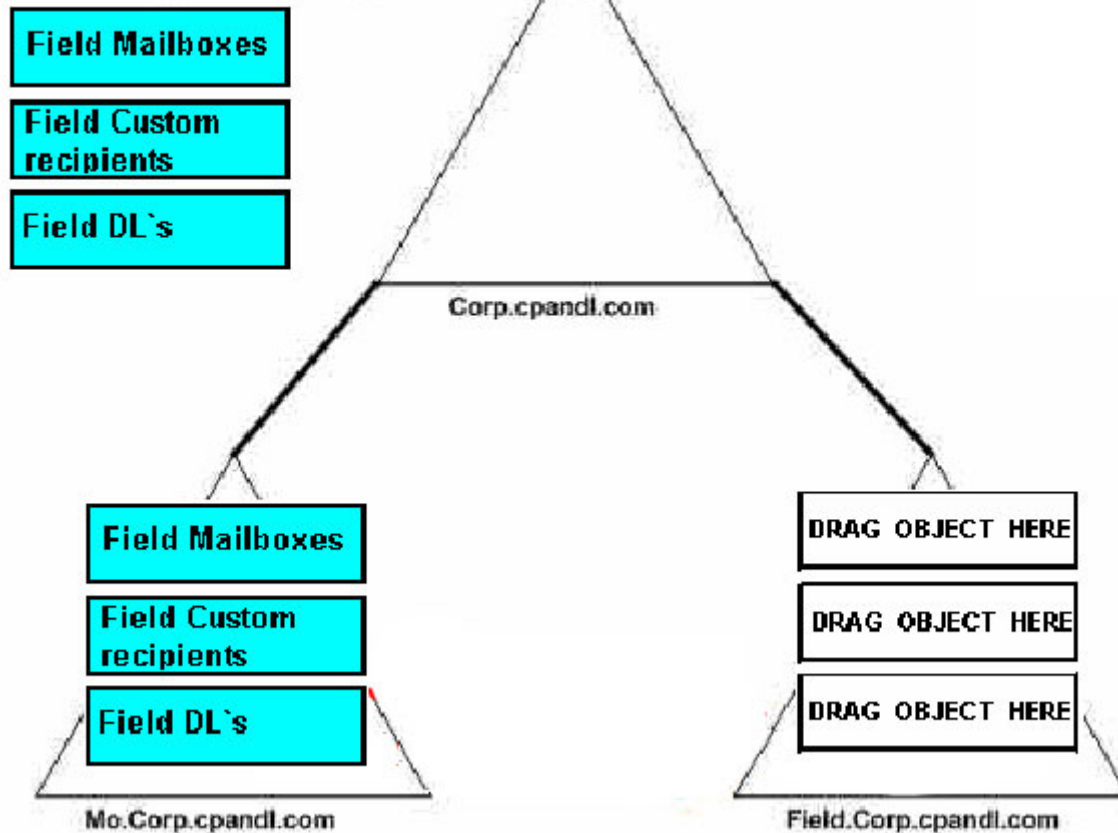 Field Mailboxes
Field Custom
recipients
Field DL`s
Corp.cpandl.com
Field Mailboxes
Field Custom
recipients
Field DL`s
DRAG OBJECT HERE
DRAG OBJECT HERE
DRAG OBJECT HERE
Mo.Corp.cpandl.com
Field.Corp.cpandl.com